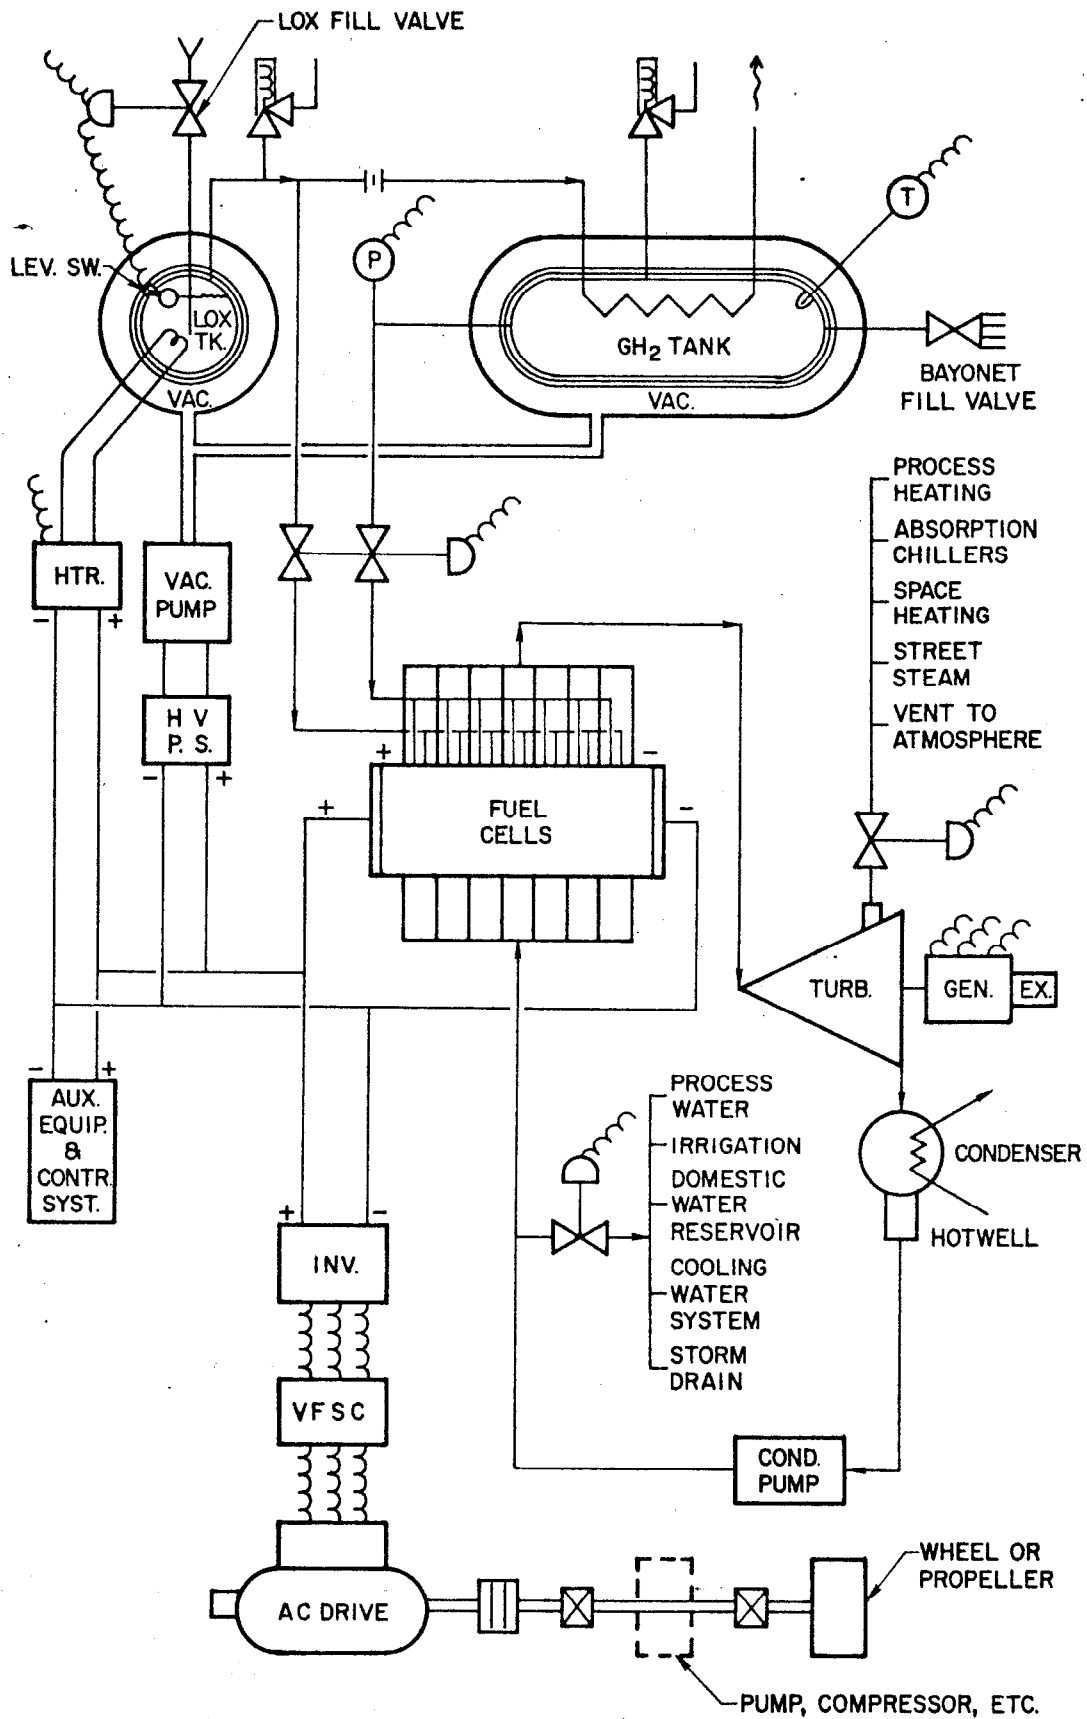 LOX FILL VALVE
LEV. SW.
LOX
TK.
VAC.
P
T
GH₂ TANK
VAC.
BAYONET
FILL VALVE
PROCESS
HEATING
ABSORPTION
CHILLERS
SPACE
HEATING
STREET
STEAM
VENT TO
ATMOSPHERE
HTR.
- +
VAC.
PUMP
H V
P. S.
- +
+ -
+ -
FUEL
CELLS
TURB.
GEN.
EX.
- +
AUX.
EQUIP.
&
CONTR.
SYST.
PROCESS
WATER
IRRIGATION
DOMESTIC
WATER
RESERVOIR
COOLING
WATER
SYSTEM
STORM
DRAIN
CONDENSER
HOTWELL
+ -
INV.
VFSC
COND.
PUMP
AC DRIVE
WHEEL OR
PROPELLER
PUMP, COMPRESSOR, ETC.